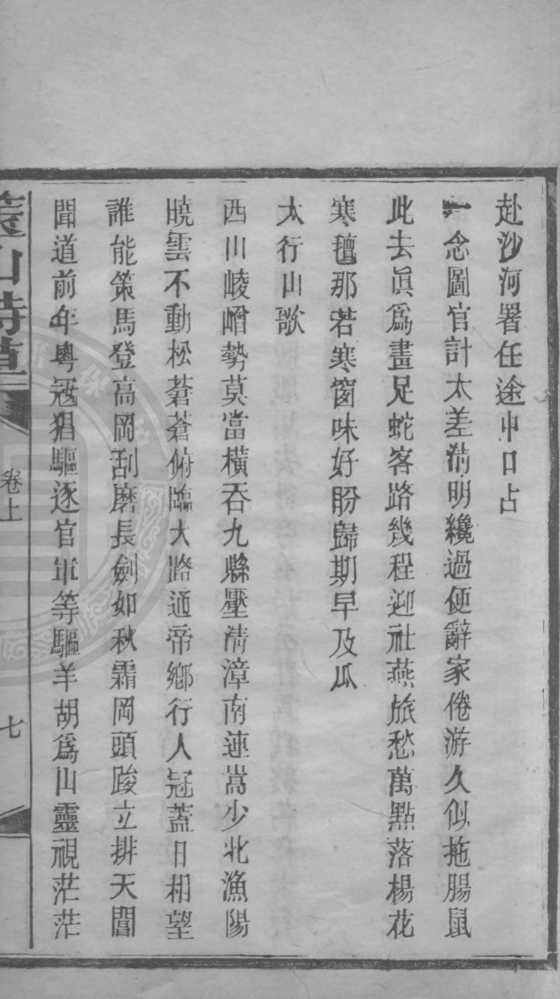 赴沙河署任途中口占
一念圖官計太差清明纔過便辭家倦游久似拖腸鼠
此去眞爲畫足蛇客路幾程迎社燕旅愁萬點落楊花
寒氊那若寒窗味好盼歸期早及瓜
太行山歌
西川崚嶒勢莫當橫吞九縣壓清漳南連嵩少北漁陽
曉雲不動松蒼蒼俯臨大路通帝鄉行人冠蓋日相望
誰能策馬登高岡刮磨長劍如秋霜岡頭踆立排天閶
聞道前年粵冦猖驅逐官軍等驅羊胡爲山靈視茫茫
山詩草
卷上
七